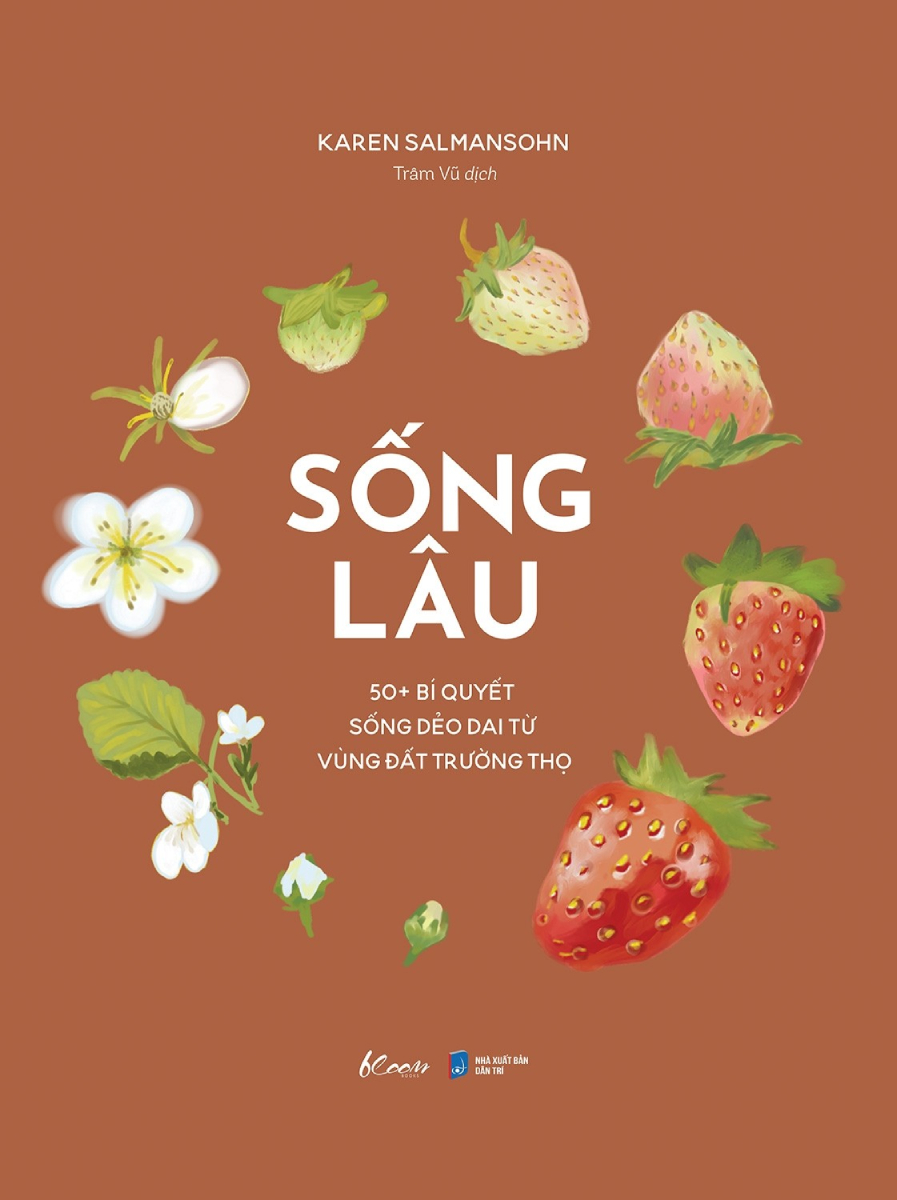 KAREN SALMANSOHN
Trâm Vũ dịch
SỐNG
LÂU
50+ BÍ QUYẾT
SỐNG DẺO DAI TỪ
VÙNG ĐẤT TRƯỜNG THỌ
bloom
BOOKS
NHÀ XUẤT BẢN
DÂN TRÍ